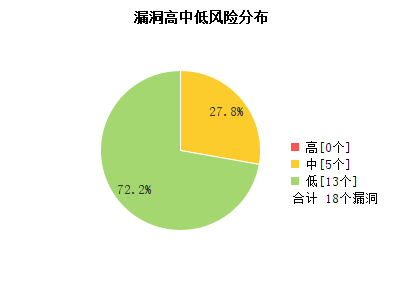 漏洞高中低风险分布
27.8%
72.2%
高[0个]
中[5个]
低[13个]
合计 18个漏洞